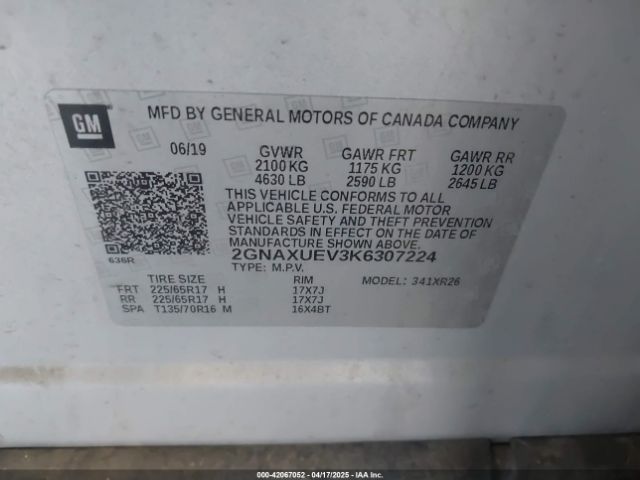 GM
MFD BY GENERAL MOTORS OF CANADA COMPANY
06/19 GVWR GAWR FRT GAWR RR
2100 KG 1175 KG 1200 KG
4630 LB 2590 LB 2645 LB
THIS VEHICLE CONFORMS TO ALL
APPLICABLE U.S. FEDERAL MOTOR
VEHICLE SAFETY AND THEFT PREVENTION
STANDARDS IN EFFECT ON THE DATE OF
MANUFACTURE SHOWN ABOVE.
638R 2GNAXUEV3K6307224
TYPE: M.P.V. MODEL: 341XR26
TIRE SIZE RIM
FRT 225/65R17 H 17X7J
RR 225/65R17 H 17X7J
SPA T135/70R16 M 16X4BT
000-42067052 | 04/17/2025 | IAA Inc.